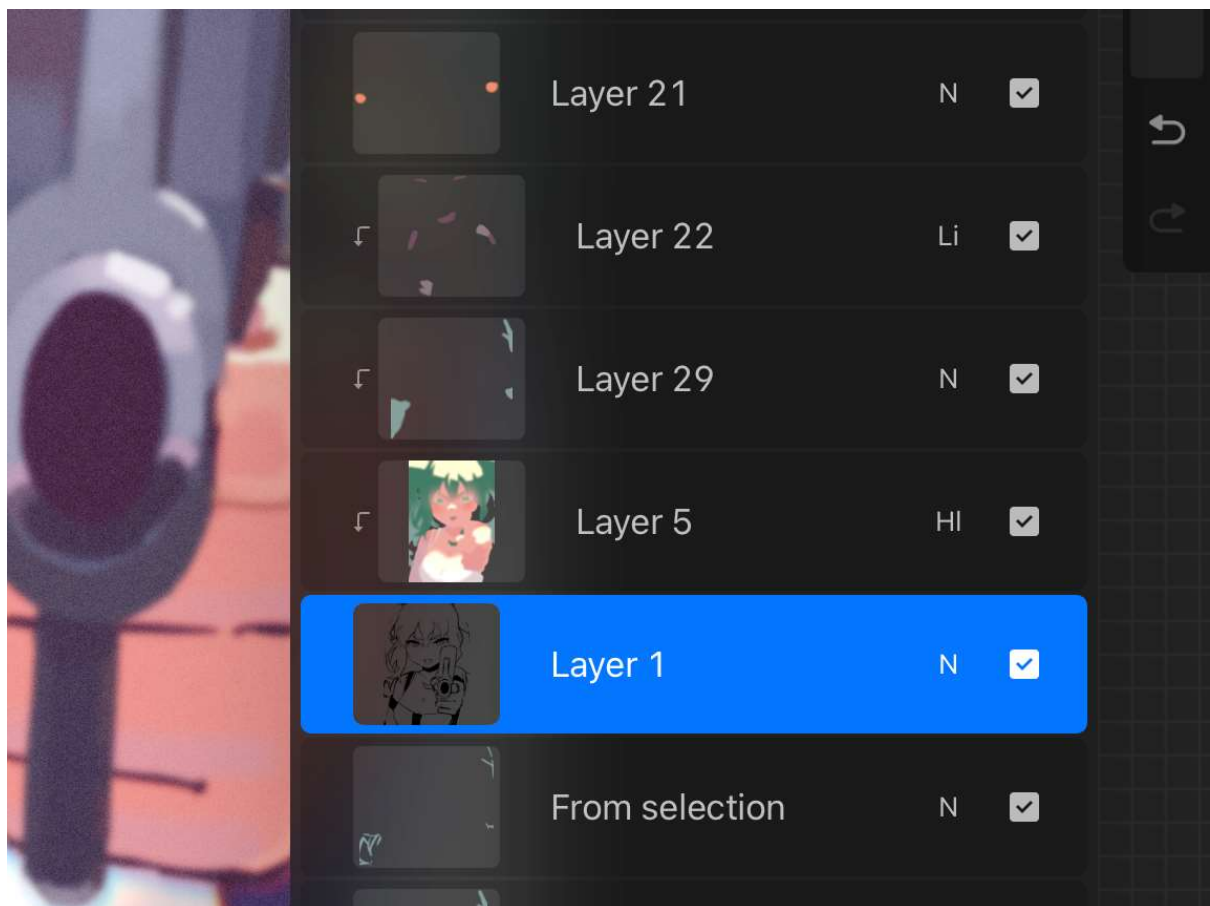 Layer 21 N
Layer 22 Li
Layer 29 N
Layer 5 Hl
Layer 1 N
From selection N